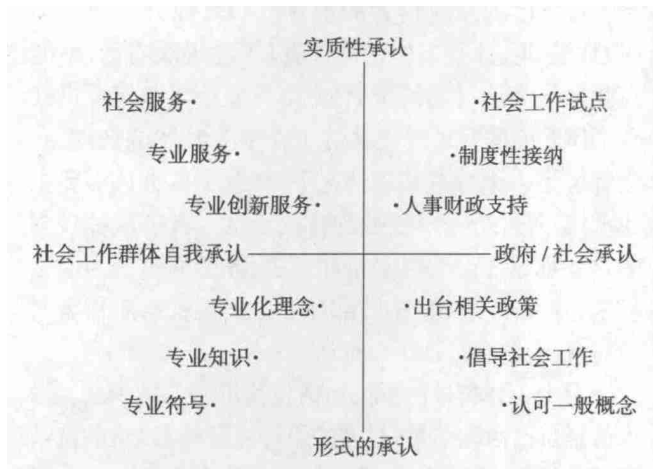 实质性承认
社会服务· ·社会工作试点
专业服务· ·制度性接纳
专业创新服务· ·人事财政支持
社会工作群体自我承认 政府/社会承认
专业化理念· ·出台相关政策
专业知识· ·倡导社会工作
专业符号· ·认可一般概念
形式的承认